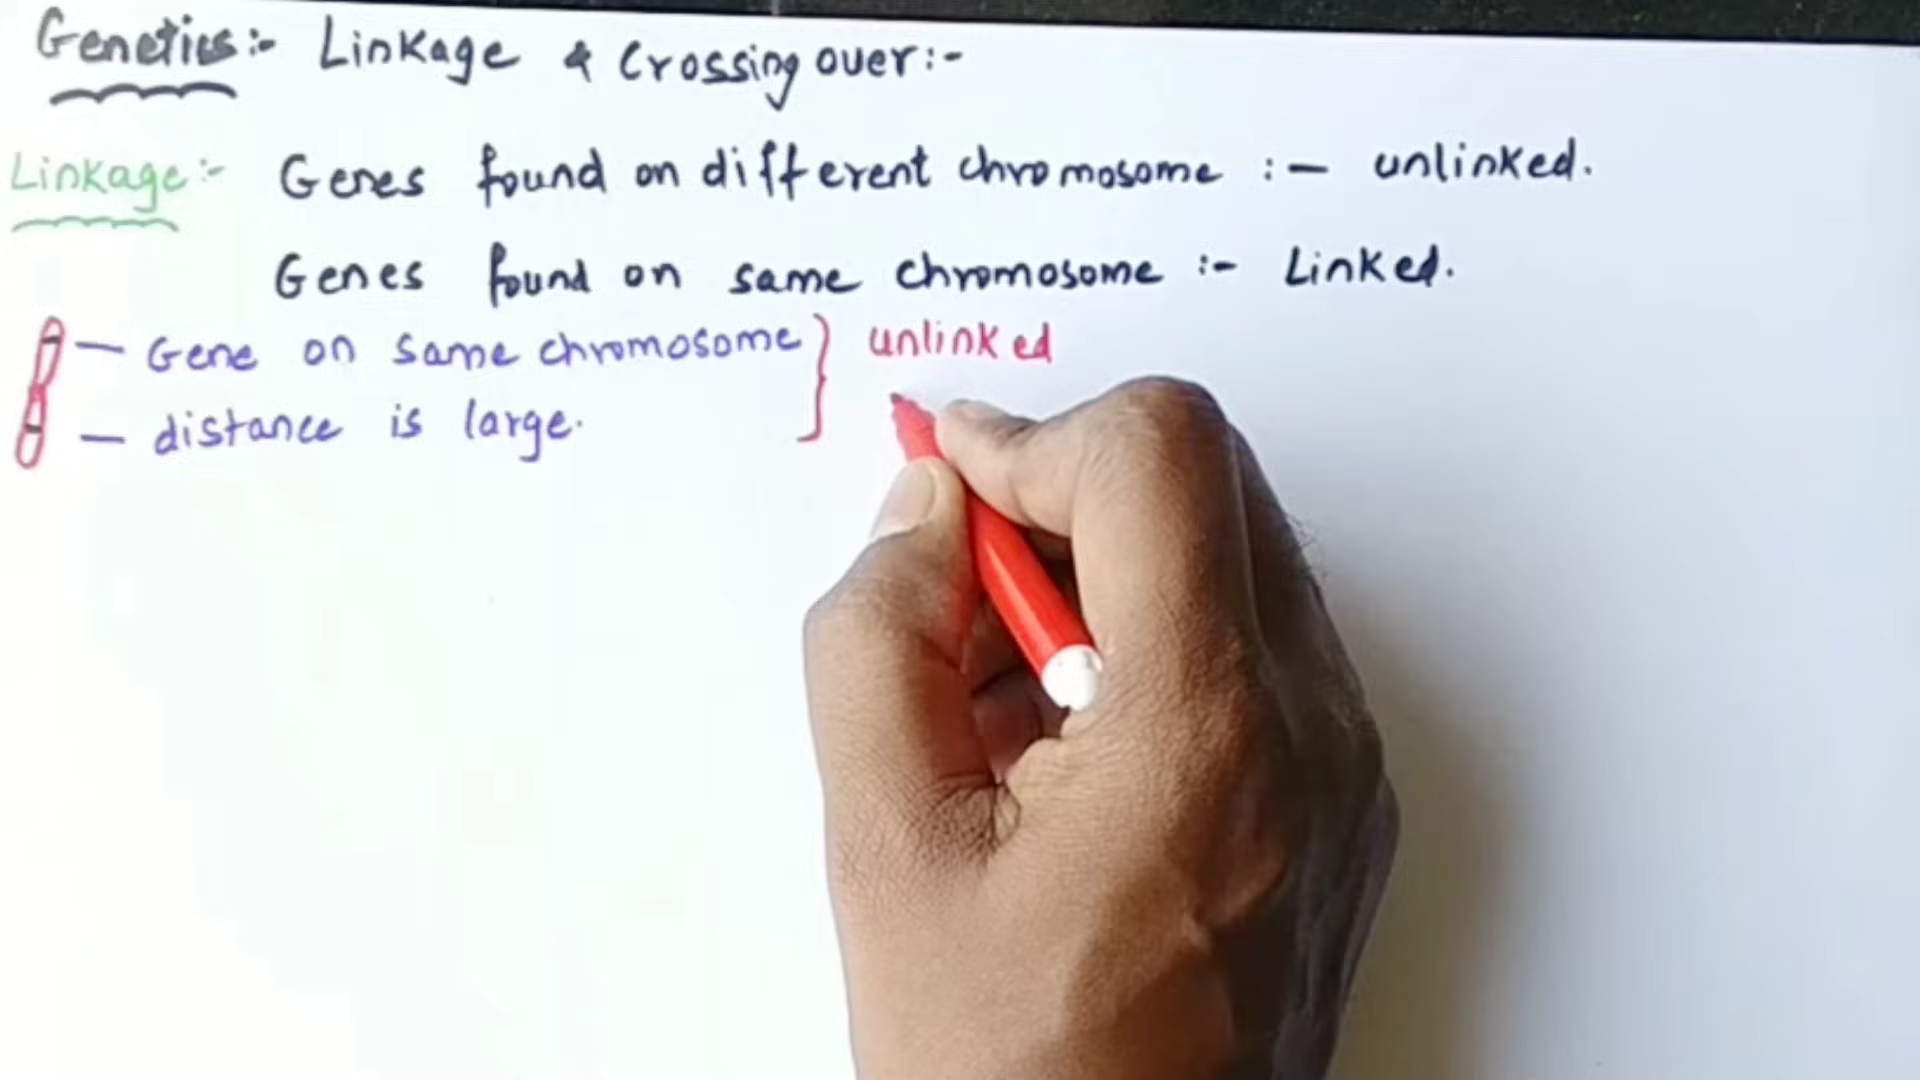 Genetics:- Linkage & Crossing over:-
Linkage:- Genes found on different chromosome :- unlinked.
Genes found on same chromosome :- Linked.
- Gene on same chromosome } unlinked
- distance is large.